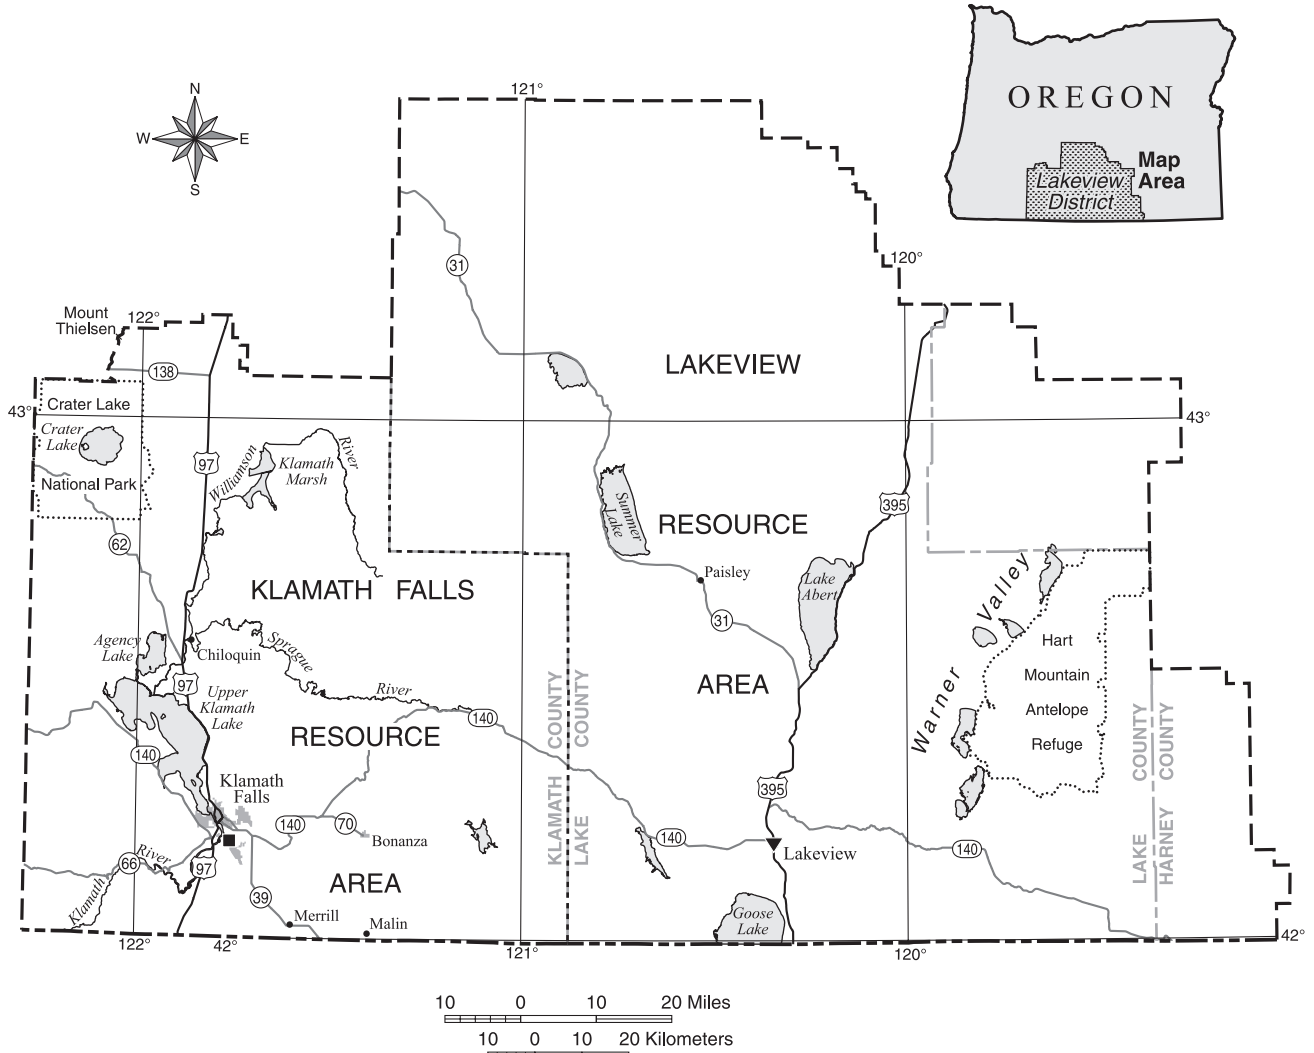 121°
OREGON
N
W E
S
Map
Area
Lakeview
District
31
120°
Mount
Thielsen
122°
138
LAKEVIEW
43°
Crater Lake
43°
Crater
Lake
97
Williamson
Klamath
Marsh
River
National Park
395
Summer
Lake
RESOURCE
62
Paisley
Lake
Abert
KLAMATH FALLS
31
Warner Valley
Hart
Mountain
Antelope
Refuge
Agency
Lake
Chiloquin
Sprague
River
97
Upper
Klamath
Lake
AREA
140
KLAMATH COUNTY
LAKE COUNTY
LAKE COUNTY
HARNEY COUNTY
140
RESOURCE
395
Klamath
Falls
140
70
Bonanza
140
Lakeview
140
66
River
Klamath
97
39
AREA
Merrill
Malin
Goose
Lake
122°
42°
121°
120°
42°
10 0 10 20 Miles
10 0 10 20 Kilometers